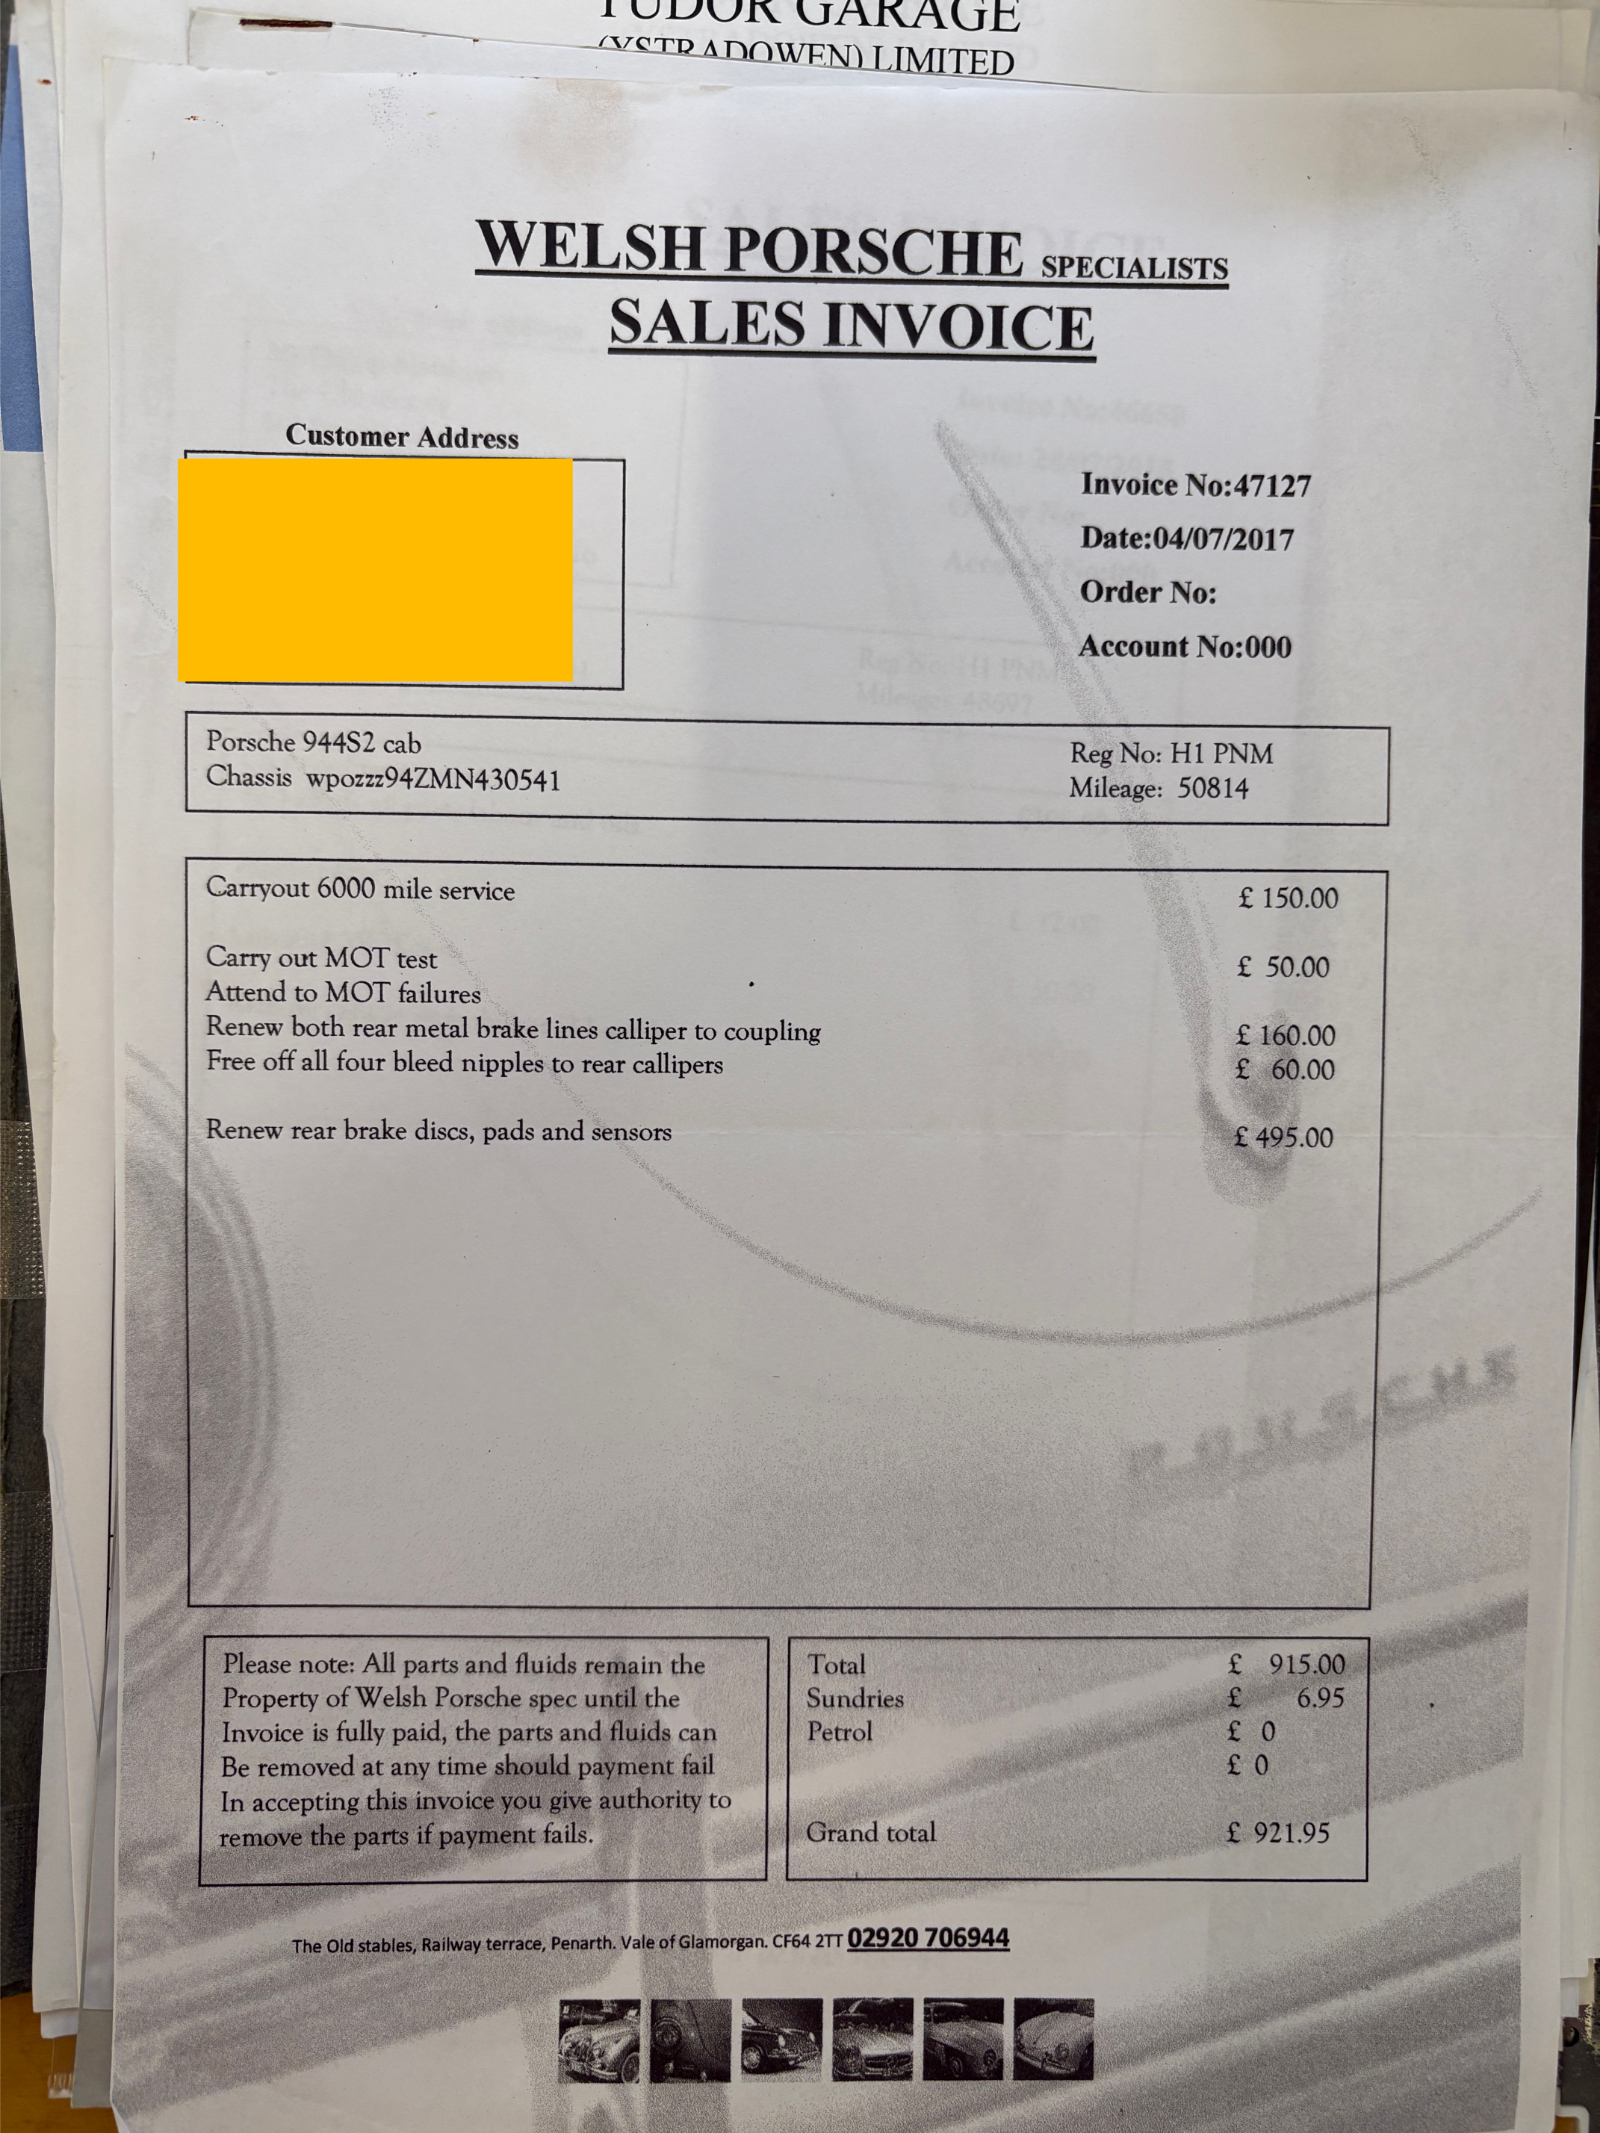 TUDOR GARAGE
(YSTRADOWEN) LIMITED
WELSH PORSCHE SPECIALISTS
SALES INVOICE
Customer Address
Invoice No:47127
Date:04/07/2017
Order No:
Account No:000
Porsche 944S2 cab
Reg No: H1 PNM
Chassis wpozzz94ZMN430541
Mileage: 50814
Carryout 6000 mile service £ 150.00
Carry out MOT test £ 50.00
Attend to MOT failures
Renew both rear metal brake lines calliper to coupling £ 160.00
Free off all four bleed nipples to rear callipers £ 60.00
Renew rear brake discs, pads and sensors £ 495.00
PORSCHE
Please note: All parts and fluids remain the
Property of Welsh Porsche spec until the
Invoice is fully paid, the parts and fluids can
Be removed at any time should payment fail
In accepting this invoice you give authority to
remove the parts if payment fails.
Total £ 915.00
Sundries £ 6.95
Petrol £ 0
£ 0
Grand total £ 921.95
The Old stables, Railway terrace, Penarth. Vale of Glamorgan. CF64 2TT 02920 706944